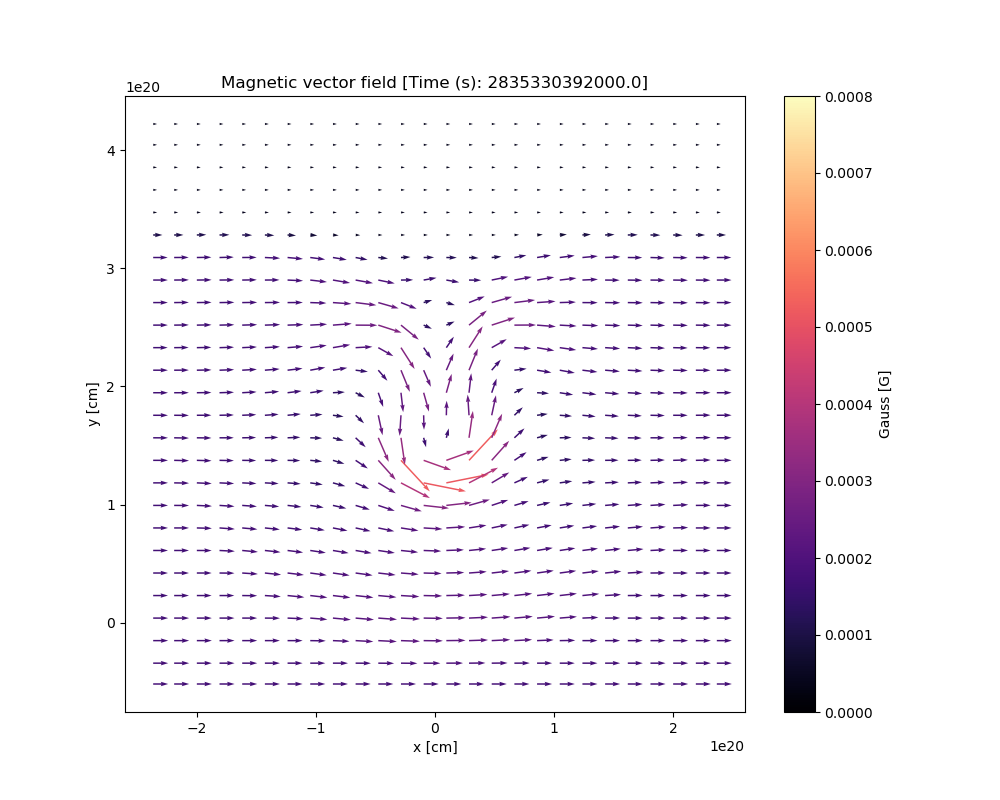 Magnetic vector field [Time (s): 2835330392000.0]
1e20
4
3
2
1
0
y [cm]
−2 −1 0 1 2
x [cm]
1e20
0.0008
0.0007
0.0006
0.0005
0.0004
0.0003
0.0002
0.0001
0.0000
Gauss [G]